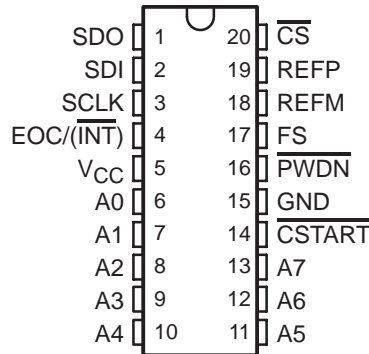 SDO 1 20 CS
SDI 2 19 REFP
SCLK 3 18 REFM
EOC/(INT) 4 17 FS
VCC 5 16 PWDN
A0 6 15 GND
A1 7 14 CSTART
A2 8 13 A7
A3 9 12 A6
A4 10 11 A5